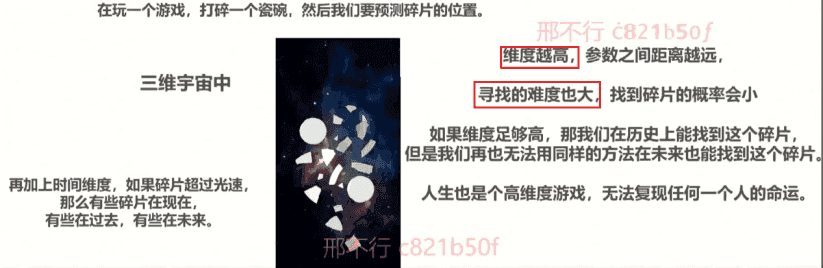 在玩一个游戏，打碎一个瓷碗，然后我们要预测碎片的位置。
邢不行 c821b50f
维度越高，参数之间距离越远，
三维宇宙中
寻找的难度也大，找到碎片的概率会小
如果维度足够高，那我们在历史上能找到这个碎片，
但是我们再也无法用同样的方法在未来也能找到这个碎片。
再加上时间维度，如果碎片超过光速，
那么有些碎片在现在，
有些在过去，有些在未来。
人生也是个高维度游戏，无法复现任何一个人的命运。
邢不行 c821b50f